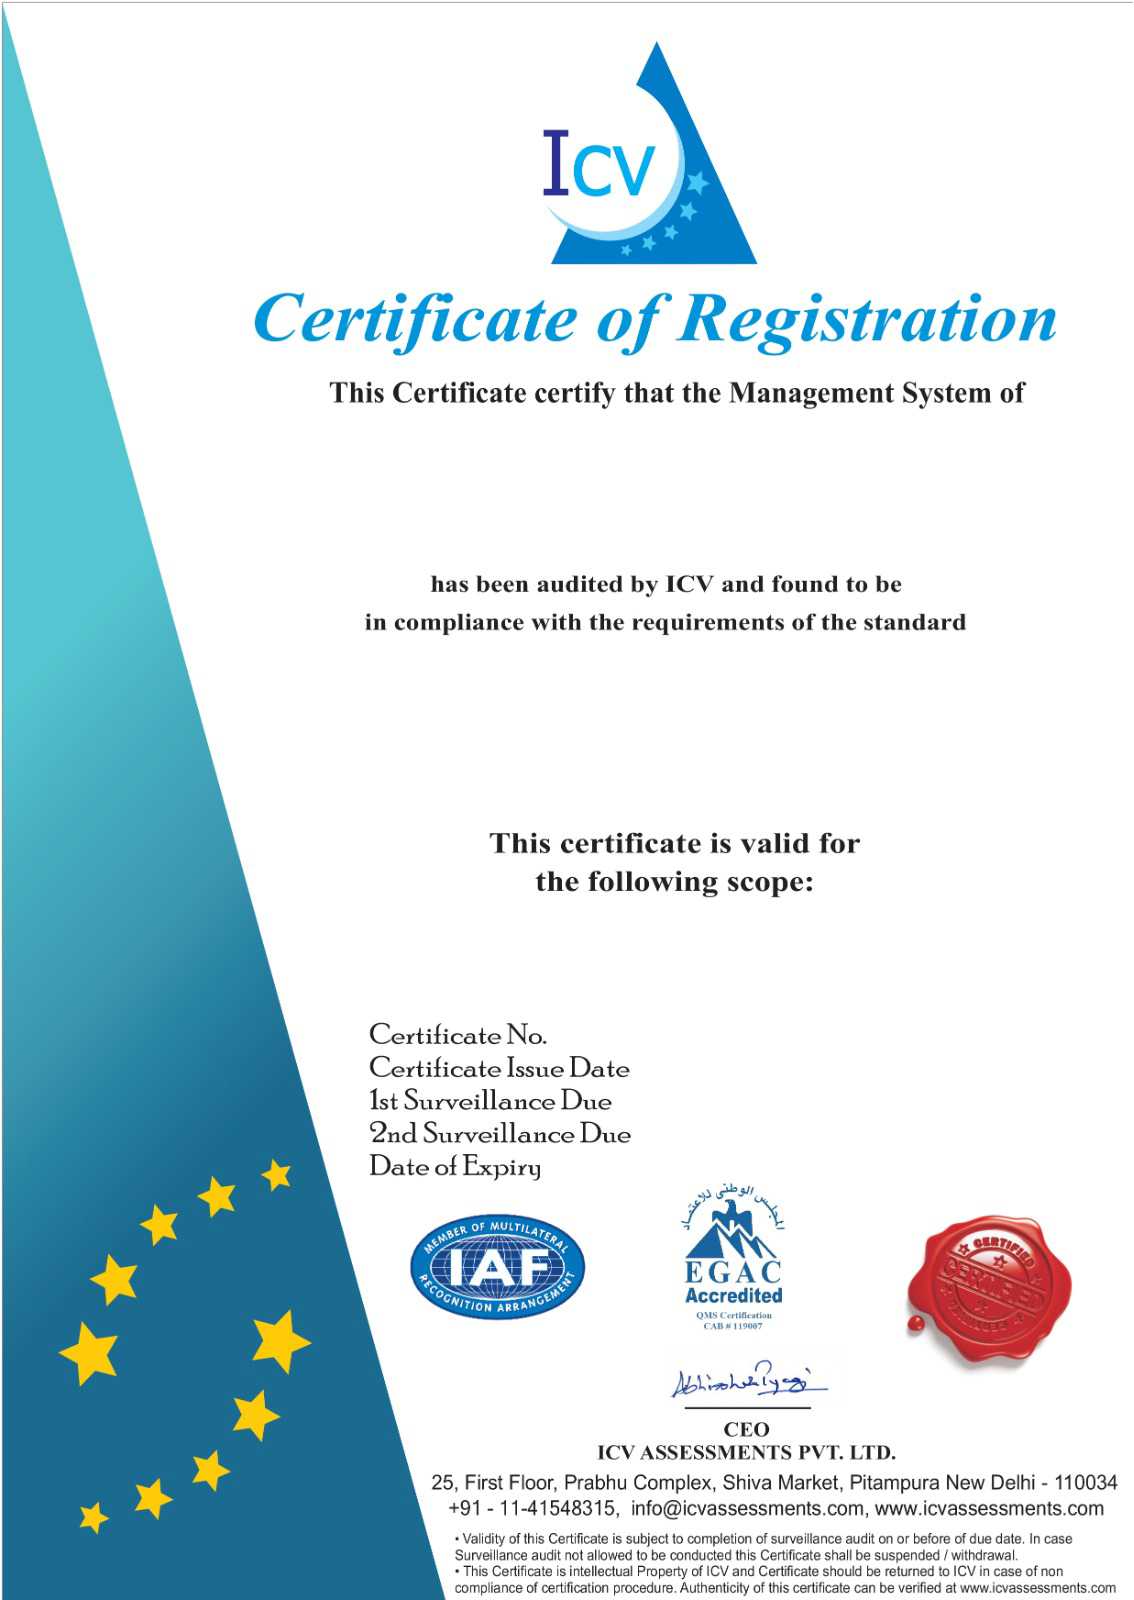 ICV
Certificate of Registration
This Certificate certify that the Management System of
has been audited by ICV and found to be
in compliance with the requirements of the standard
This certificate is valid for
the following scope:
Certificate No.
Certificate Issue Date
1st Surveillance Due
2nd Surveillance Due
Date of Expiry
MEMBER OF MULTILATERAL
IAF
RECOGNITION ARRANGEMENT
المجلس الوطنى للاعتماد
EGAC
Accredited
QMS Certification
CAB # 119007
CERTIFIED
CERTIFIED
CERTIFIED
Abhishek Tyagi
CEO
ICV ASSESSMENTS PVT. LTD.
25, First Floor, Prabhu Complex, Shiva Market, Pitampura New Delhi - 110034
+91 - 11-41548315, info@icvassessments.com, www.icvassessments.com
• Validity of this Certificate is subject to completion of surveillance audit on or before of due date. In case
Surveillance audit not allowed to be conducted this Certificate shall be suspended / withdrawal.
• This Certificate is intellectual Property of ICV and Certificate should be returned to ICV in case of non
compliance of certification procedure. Authenticity of this certificate can be verified at www.icvassessments.com